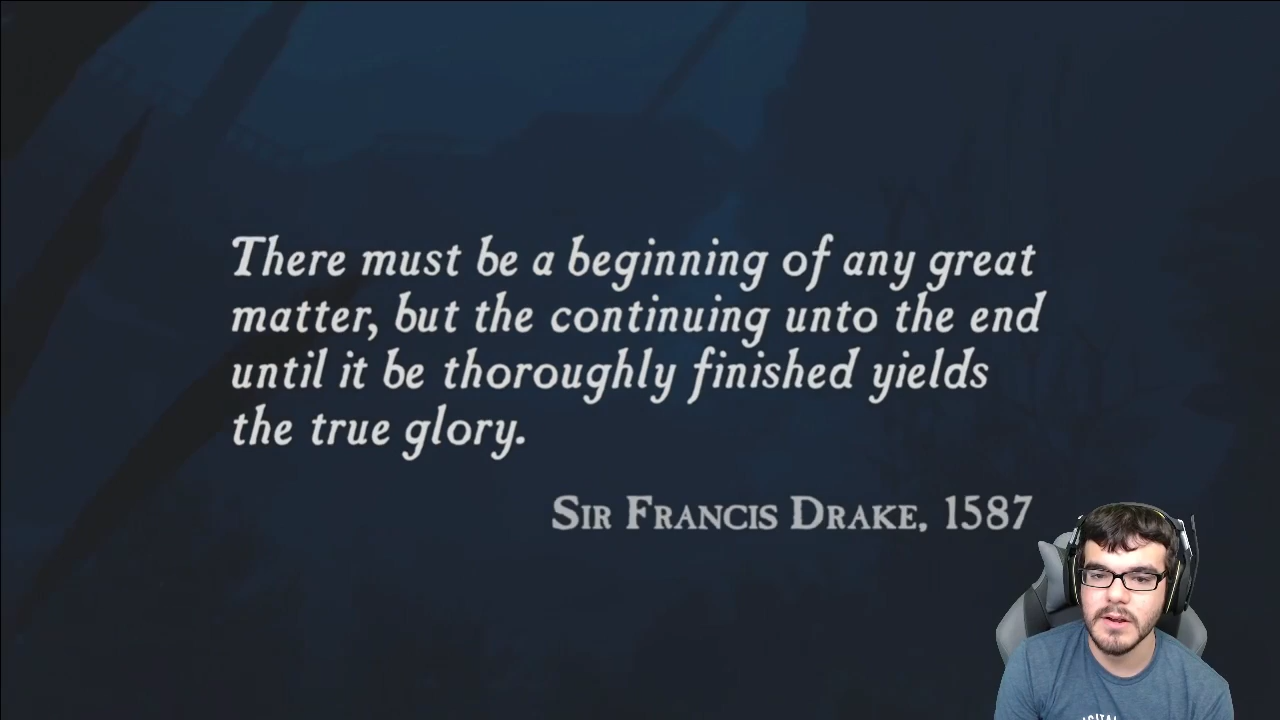 There must be a beginning of any great
matter, but the continuing unto the end
until it be thoroughly finished yields
the true glory.
Sir Francis Drake, 1587